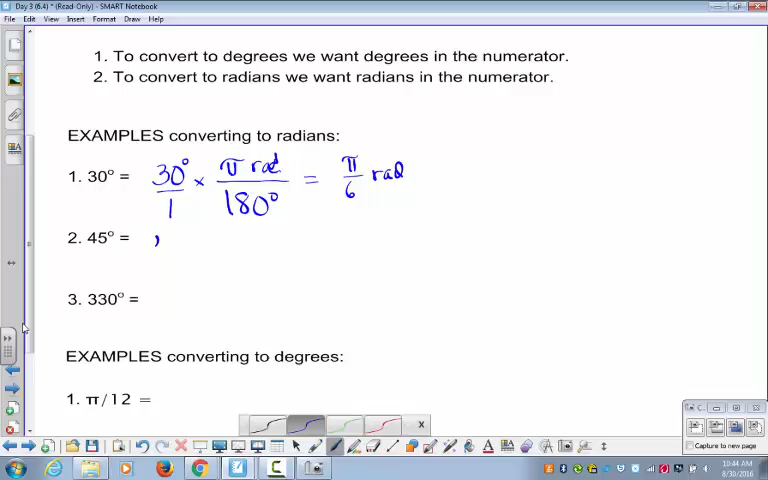 Day 3 (6.4) * (Read-Only) - SMART Notebook
File Edit View Insert Format Draw Help
1. To convert to degrees we want degrees in the numerator.
2. To convert to radians we want radians in the numerator.
EXAMPLES converting to radians:
1. 30° = 30°/1 × π rad/180° = π/6 rad
2. 45° =
3. 330° =
EXAMPLES converting to degrees:
1. π/12 =
x
Capture to new page
10:44 AM
8/30/2016